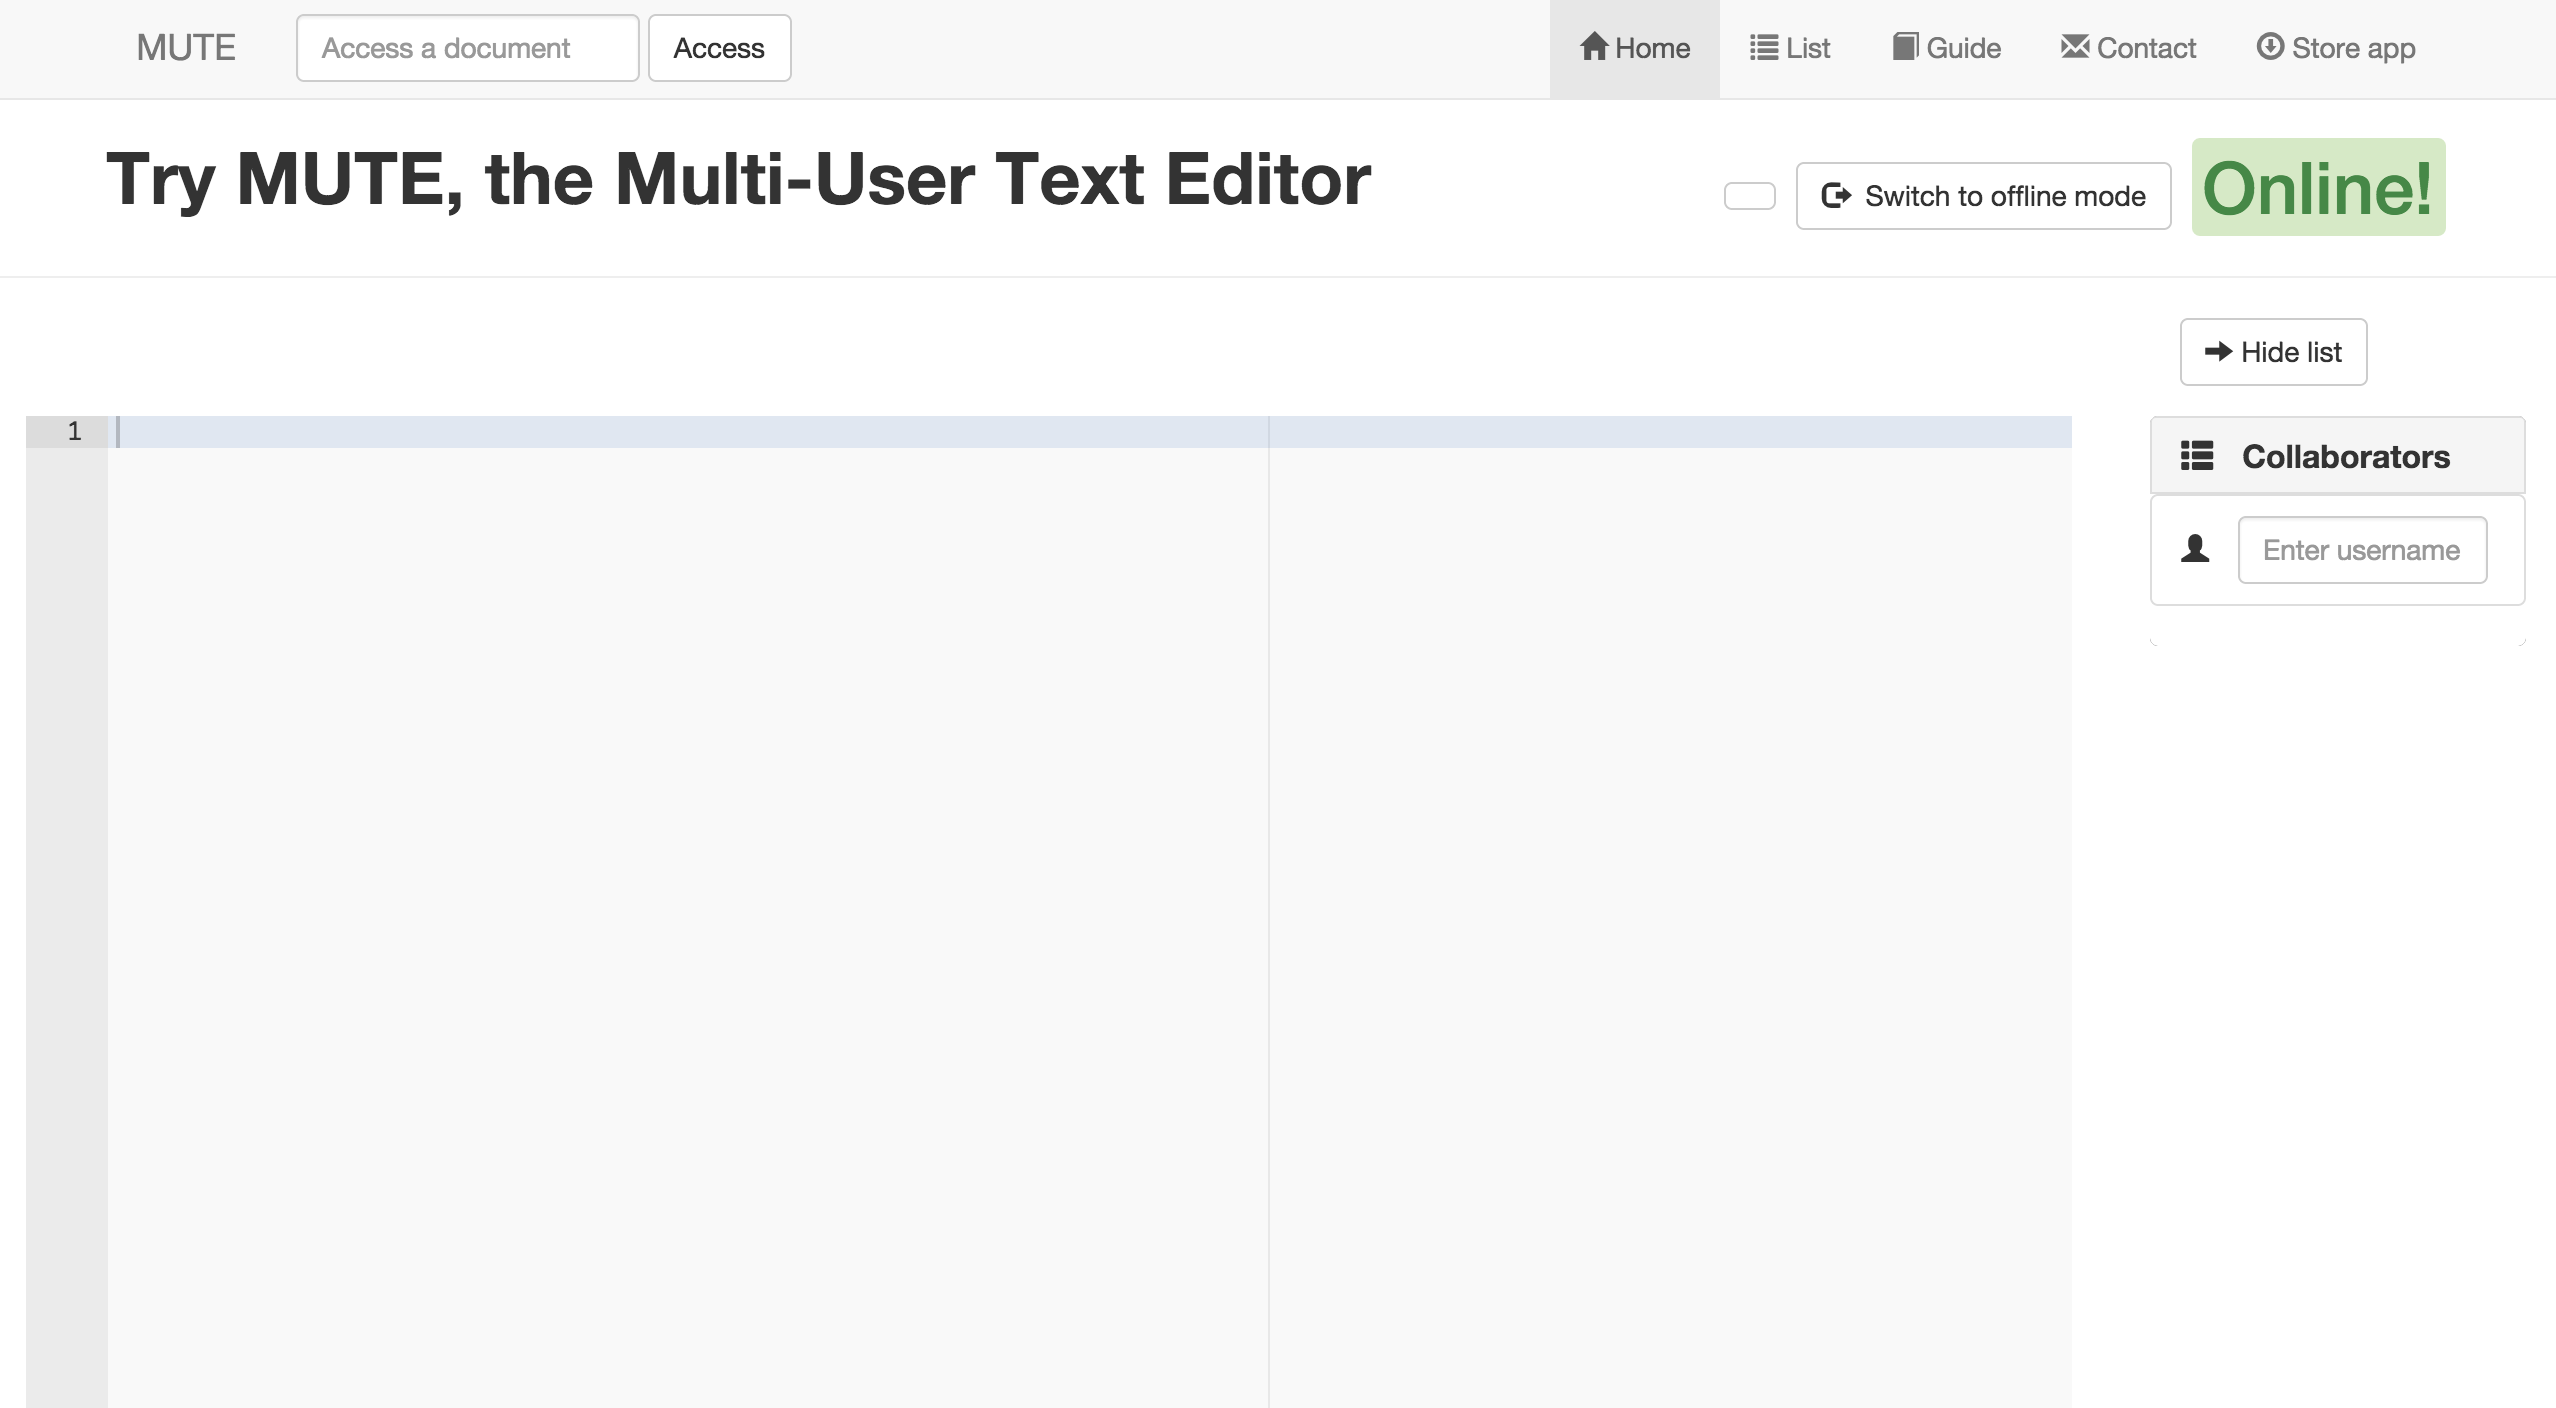 MUTE Access a document Access Home List Guide Contact Store app
Try MUTE, the Multi-User Text Editor Switch to offline mode Online!
Hide list
1
Collaborators
Enter username